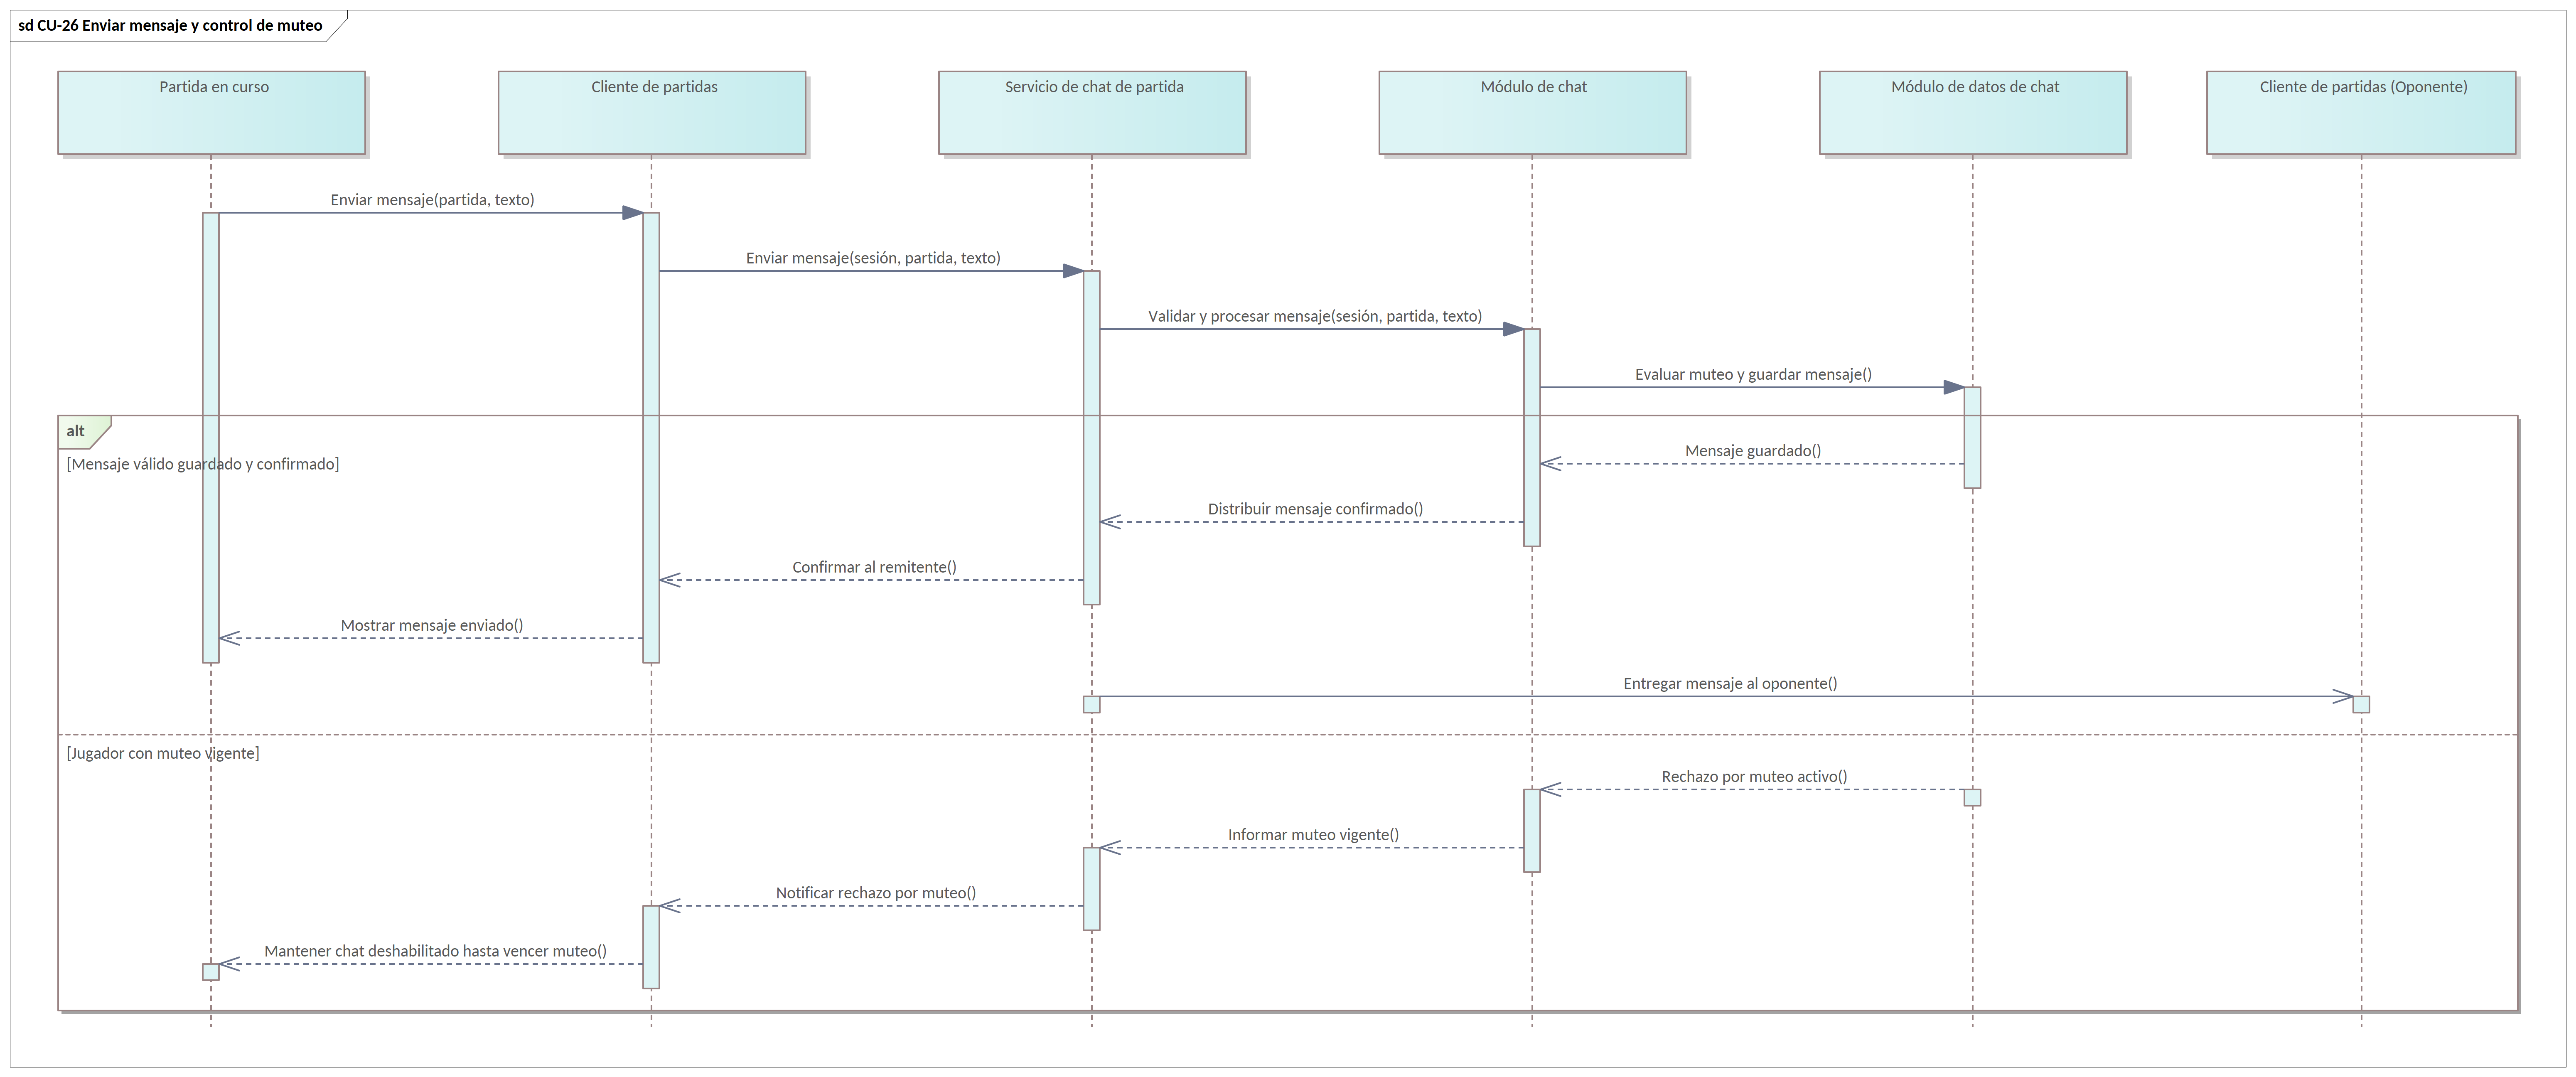 sd CU-26 Enviar mensaje y control de muteo
Partida en curso
Cliente de partidas
Servicio de chat de partida
Módulo de chat
Módulo de datos de chat
Cliente de partidas (Oponente)
Enviar mensaje(partida, texto)
Enviar mensaje(sesión, partida, texto)
Validar y procesar mensaje(sesión, partida, texto)
Evaluar muteo y guardar mensaje()
alt
[Mensaje válido guardado y confirmado]
Mensaje guardado()
Distribuir mensaje confirmado()
Confirmar al remitente()
Mostrar mensaje enviado()
Entregar mensaje al oponente()
[Jugador con muteo vigente]
Rechazo por muteo activo()
Informar muteo vigente()
Notificar rechazo por muteo()
Mantener chat deshabilitado hasta vencer muteo()